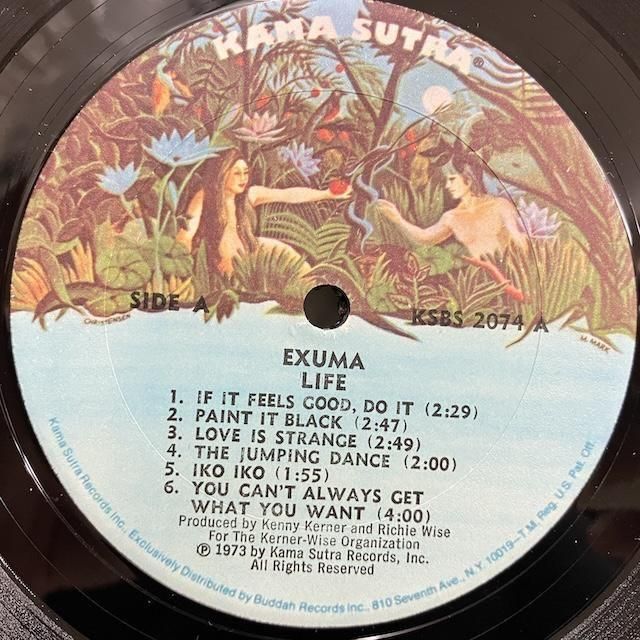 KAMA SUTRA®
SIDE A
KSBS 2074 A
CHRISTENSEN
M. MARK
EXUMA
LIFE
1. IF IT FEELS GOOD, DO IT (2:29)
2. PAINT IT BLACK (2:47)
3. LOVE IS STRANGE (2:49)
4. THE JUMPING DANCE (2:00)
5. IKO IKO (1:55)
6. YOU CAN'T ALWAYS GET
WHAT YOU WANT (4:00)
Produced by Kenny Kerner and Richie Wise
For The Kerner-Wise Organization
Ⓟ 1973 by Kama Sutra Records, Inc.
All Rights Reserved
Kama Sutra Records Inc., Exclusively Distributed by Buddah Records Inc., 810 Seventh Ave., N.Y. 10019—T.M. Reg. U.S. Pat. Off.